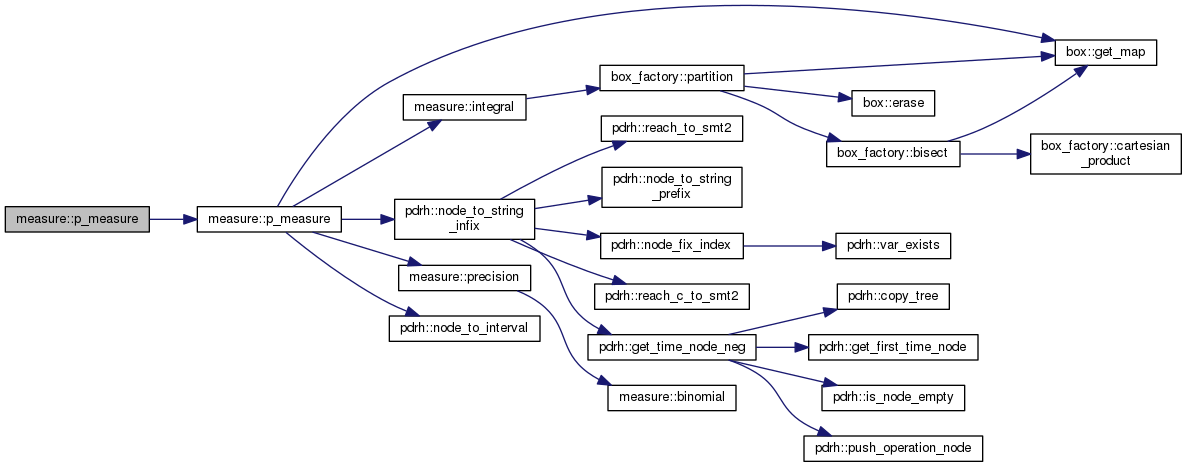 measure::p_measure
measure::p_measure
measure::integral
box_factory::partition
box::get_map
box::erase
box_factory::bisect
box_factory::cartesian
_product
pdrh::node_to_string
_infix
pdrh::reach_to_smt2
pdrh::node_to_string
_prefix
pdrh::node_fix_index
pdrh::var_exists
pdrh::reach_c_to_smt2
pdrh::get_time_node_neg
pdrh::copy_tree
pdrh::get_first_time_node
pdrh::is_node_empty
pdrh::push_operation_node
measure::precision
measure::binomial
pdrh::node_to_interval